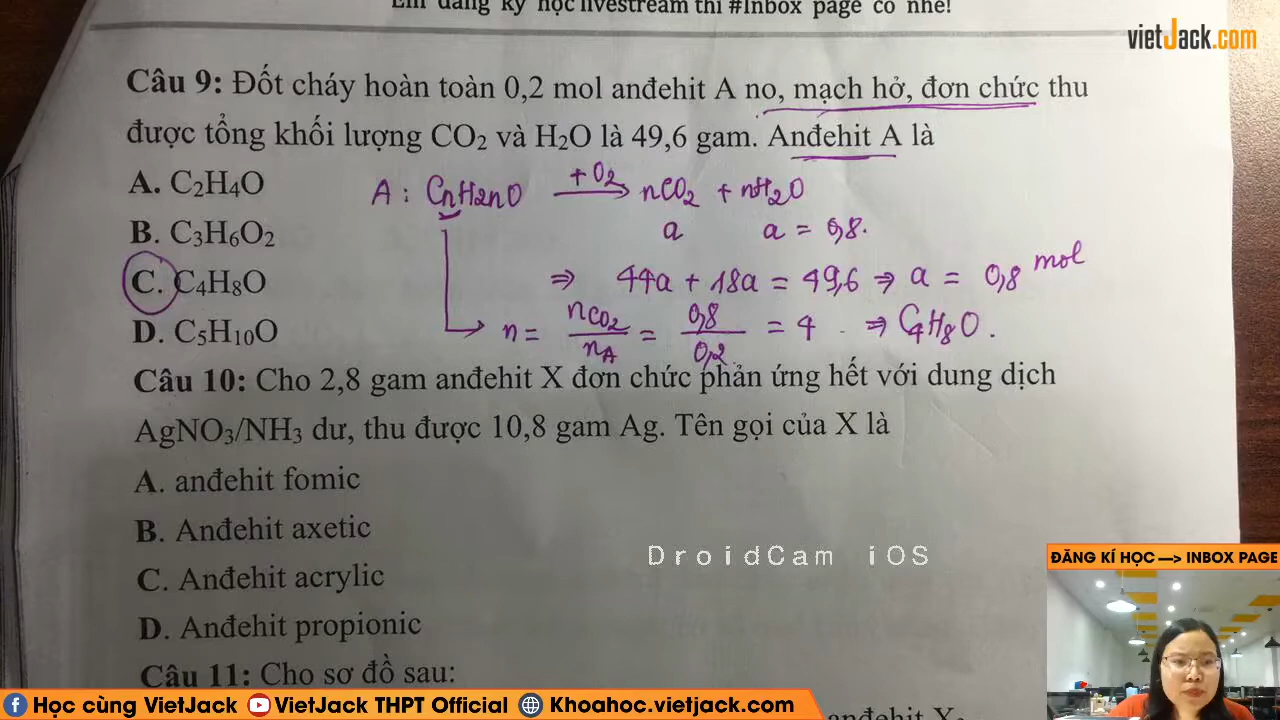 Em đăng ký học livestream thì #Inbox page cô nhé!
vietJack.com
Câu 9: Đốt cháy hoàn toàn 0,2 mol anđehit A no, mạch hở, đơn chức thu
được tổng khối lượng CO₂ và H₂O là 49,6 gam. Anđehit A là
A. C₂H₄O
A : CnH2nO +O2 → nCO2 + nH2O
B. C₃H₆O₂
a a = 0,8.
C. C₄H₈O
⇒ 44a + 18a = 49,6 ⇒ a = 0,8 mol
D. C₅H₁₀O
n = nCO2/nA = 0,8/0,2 = 4 ⇒ C4H8O.
Câu 10: Cho 2,8 gam anđehit X đơn chức phản ứng hết với dung dịch
AgNO₃/NH₃ dư, thu được 10,8 gam Ag. Tên gọi của X là
A. anđehit fomic
B. Anđehit axetic
C. Anđehit acrylic
D. Anđehit propionic
DroidCam iOS
ĐĂNG KÍ HỌC —> INBOX PAGE
Câu 11: Cho sơ đồ sau:
Học cùng VietJack VietJack THPT Official Khoahoc.vietjack.com
anđehit X